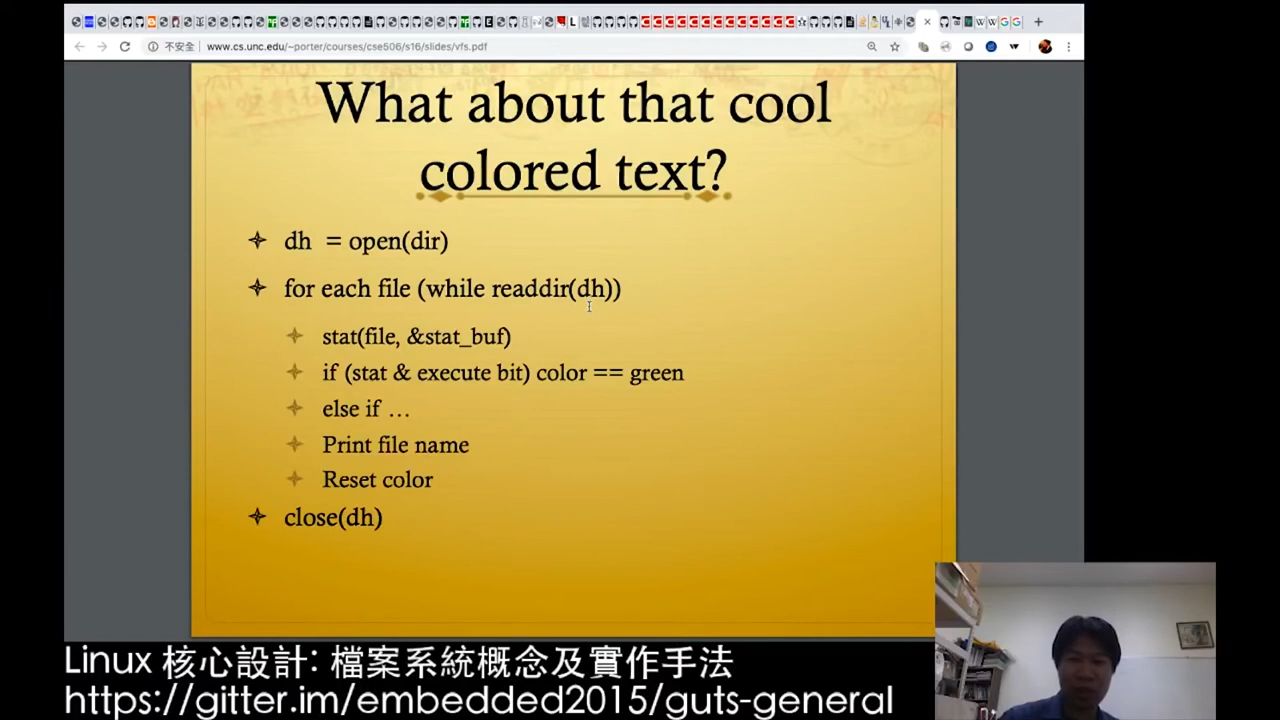 不安全 www.cs.unc.edu/~porter/courses/cse506/s16/slides/vfs.pdf
What about that cool
colored text?
dh = open(dir)
for each file (while readdir(dh))
stat(file, &stat_buf)
if (stat & execute bit) color == green
else if …
Print file name
Reset color
close(dh)
Linux 核心設計: 檔案系統概念及實作手法
https://gitter.im/embedded2015/guts-general